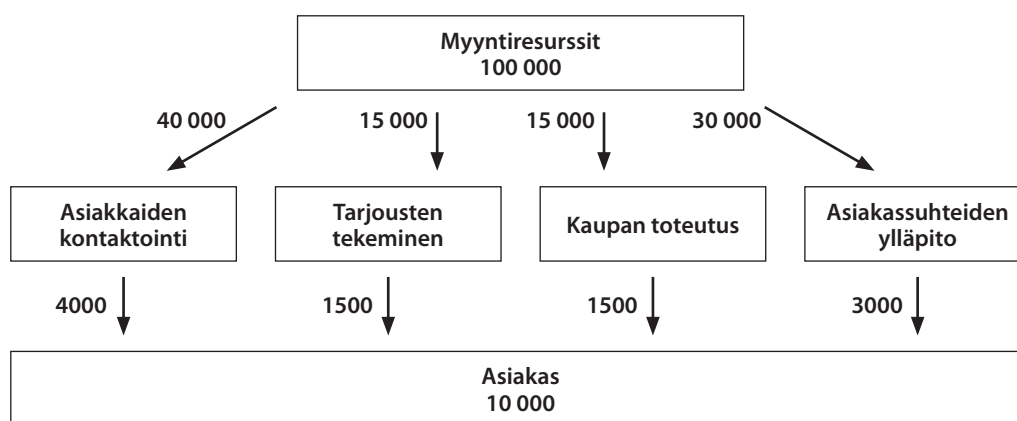 Myyntiresurssit
100 000
40 000
15 000
15 000
30 000
Asiakkaiden
kontaktointi
Tarjousten
tekeminen
Kaupan toteutus
Asiakassuhteiden
ylläpito
4000
1500
1500
3000
Asiakas
10 000